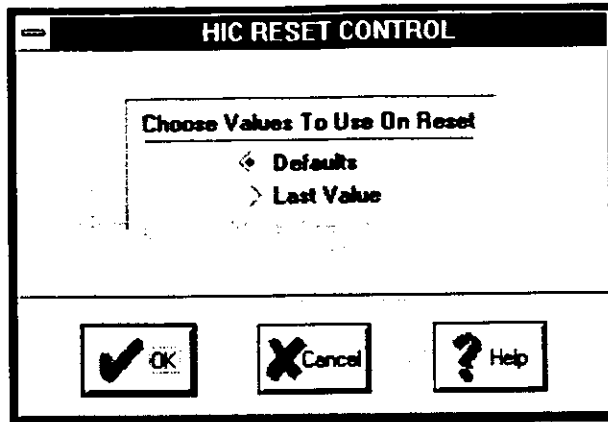 HIC RESET CONTROL
Choose Values To Use On Reset
Defaults
Last Value
OK
Cancel
Help